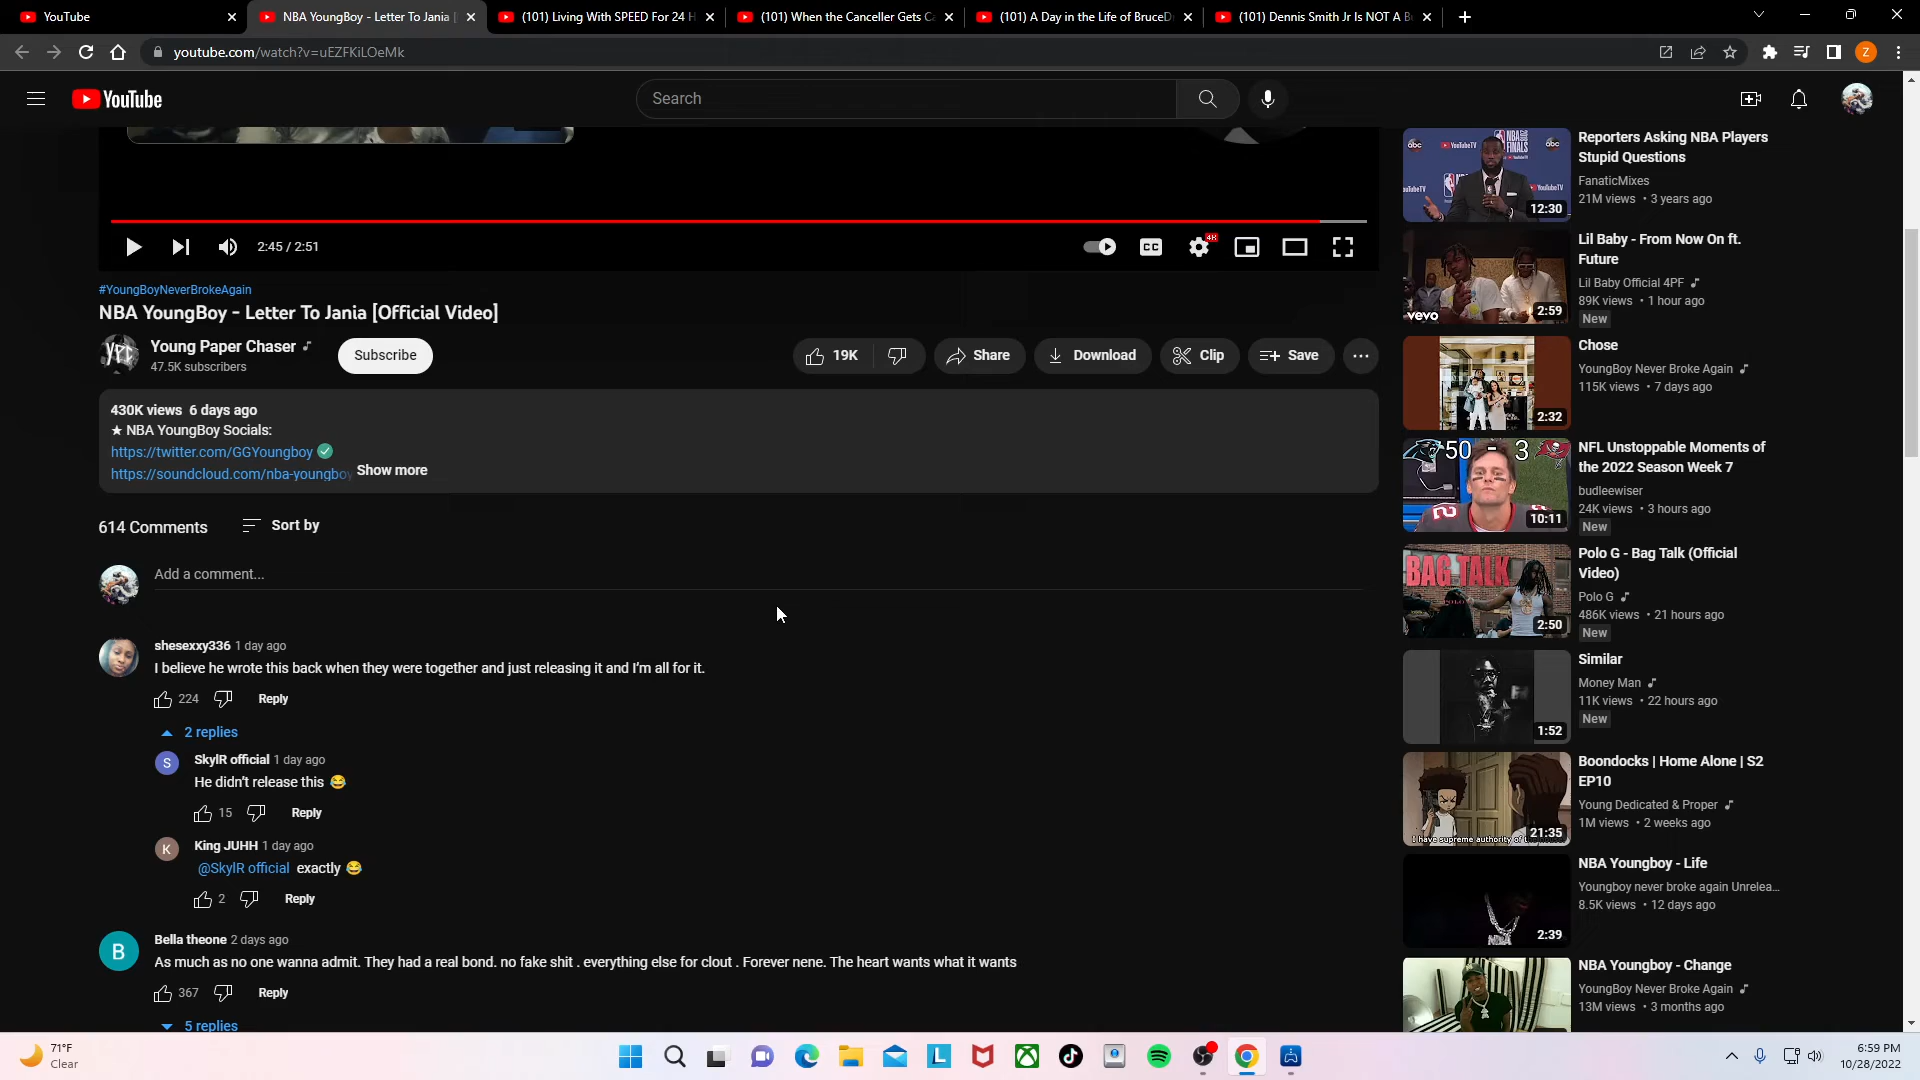 YouTube
NBA YoungBoy - Letter To Jania [
(101) Living With SPEED For 24 H
(101) When the Canceller Gets Ca
(101) A Day in the Life of BruceD
(101) Dennis Smith Jr Is NOT A B
youtube.com/watch?v=uEZFKiLOeMk
Z
YouTube
Search
2:45 / 2:51
CC
4K
#YoungBoyNeverBrokeAgain
NBA YoungBoy - Letter To Jania [Official Video]
Young Paper Chaser
47.5K subscribers
Subscribe
19K
Share
Download
Clip
Save
430K views 6 days ago
★ NBA YoungBoy Socials:
https://twitter.com/GGYoungboy
https://soundcloud.com/nba-youngboy
Show more
614 Comments
Sort by
Add a comment...
shesexxy336 1 day ago
I believe he wrote this back when they were together and just releasing it and I'm all for it.
224
Reply
2 replies
S
SkylR official 1 day ago
He didn't release this 😂
15
Reply
K
King JUHH 1 day ago
@SkylR official exactly 😂
2
Reply
B
Bella theone 2 days ago
As much as no one wanna admit. They had a real bond. no fake shit . everything else for clout . Forever nene. The heart wants what it wants
367
Reply
5 replies
abc
YouTubeTV
NBA FINALS
abc
YouTubeTV
12:30
Reporters Asking NBA Players
Stupid Questions
FanaticMixes
21M views • 3 years ago
vevo
2:59
Lil Baby - From Now On ft.
Future
Lil Baby Official 4PF
89K views • 1 hour ago
New
2:32
Chose
YoungBoy Never Broke Again
115K views • 7 days ago
50 - 3
10:11
NFL Unstoppable Moments of
the 2022 Season Week 7
budleewiser
24K views • 3 hours ago
New
BAG TALK
2:50
Polo G - Bag Talk (Official
Video)
Polo G
486K views • 21 hours ago
New
1:52
Similar
Money Man
11K views • 22 hours ago
New
I have supreme authority of
21:35
Boondocks | Home Alone | S2
EP10
Young Dedicated & Proper
1M views • 2 weeks ago
2:39
NBA Youngboy - Life
Youngboy never broke again Unrelea...
8.5K views • 12 days ago
NBA Youngboy - Change
YoungBoy Never Broke Again
13M views • 3 months ago
71°F
Clear
L
6:59 PM
10/28/2022